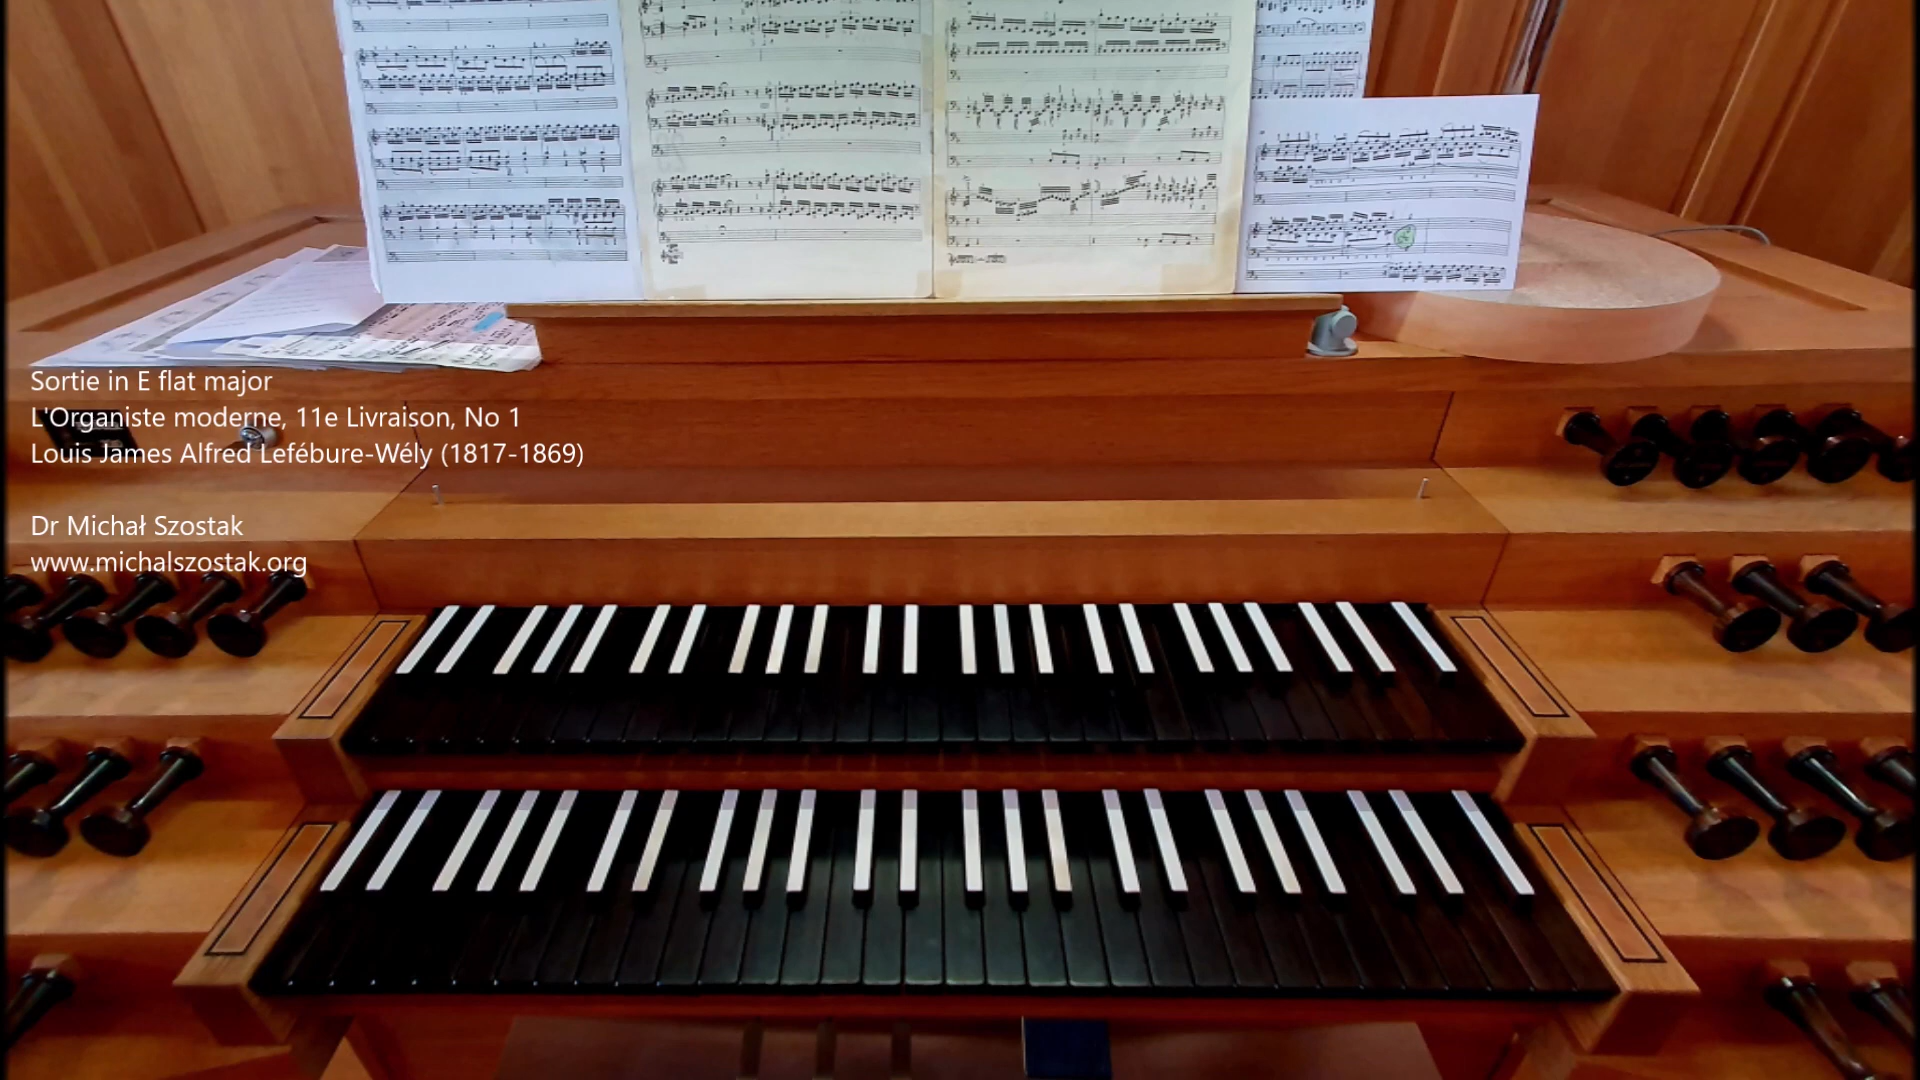 Sortie in E flat major
L'Organiste moderne, 11e Livraison, No 1
Louis James Alfred Lefébure-Wély (1817-1869)
Dr Michał Szostak
www.michalszostak.org